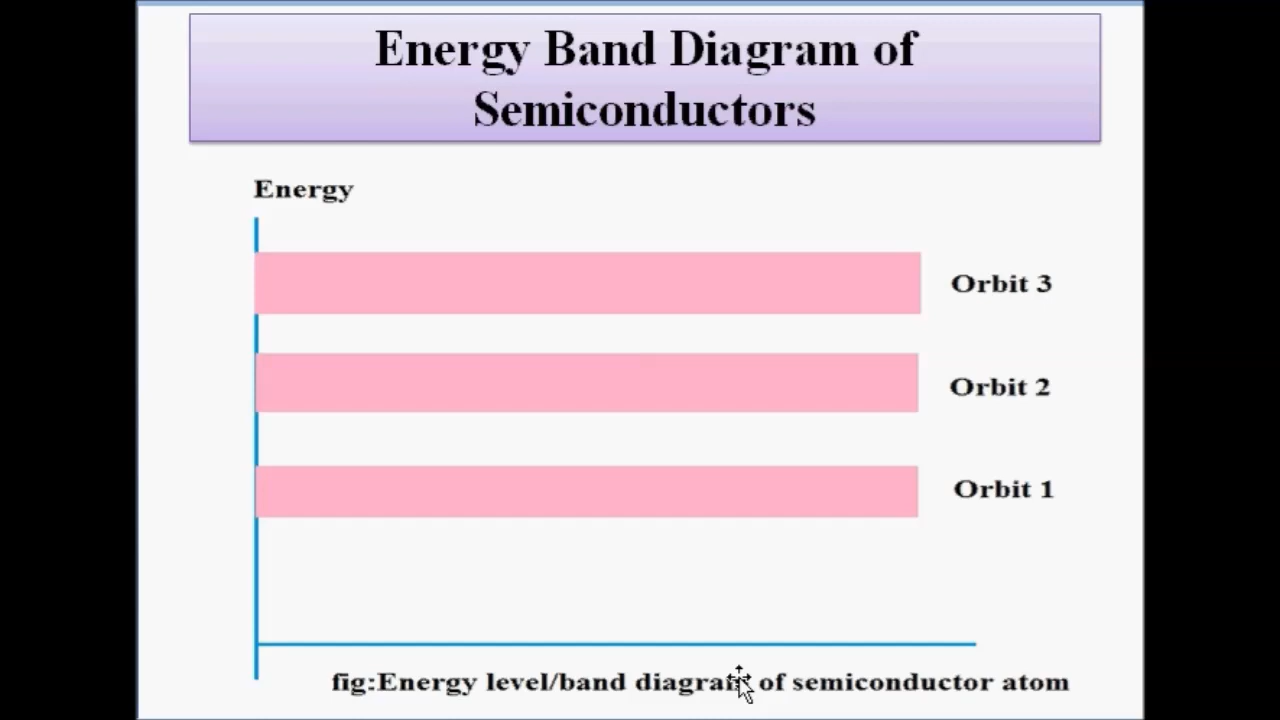 Energy Band Diagram of
Semiconductors
Energy
Orbit 3
Orbit 2
Orbit 1
fig:Energy level/band diagram of semiconductor atom